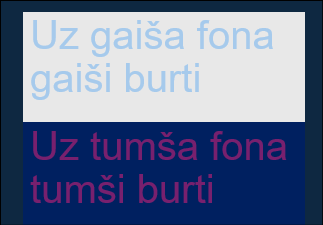 Uz gaiša fona
gaiši burti
Uz tumša fona
tumši burti